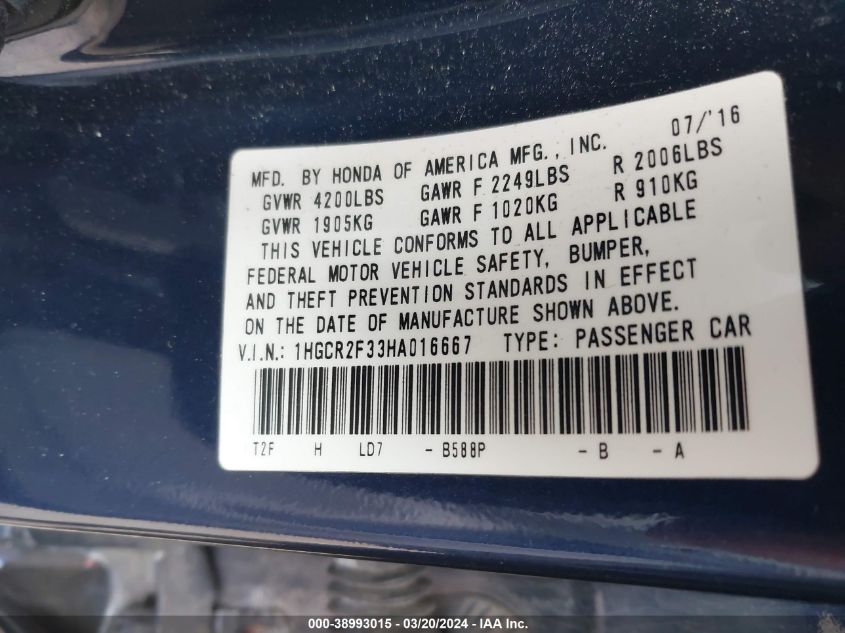 07/'16
MFD. BY HONDA OF AMERICA MFG., INC.
GVWR 4200LBS GAWR F 2249LBS R 2006LBS
GVWR 1905KG GAWR F 1020KG R 910KG
THIS VEHICLE CONFORMS TO ALL APPLICABLE
FEDERAL MOTOR VEHICLE SAFETY, BUMPER,
AND THEFT PREVENTION STANDARDS IN EFFECT
ON THE DATE OF MANUFACTURE SHOWN ABOVE.
V.I.N.: 1HGCR2F33HA016667 TYPE: PASSENGER CAR
T2F H LD7 - B588P - B - A
000-38993015 - 03/20/2024 - IAAI.com